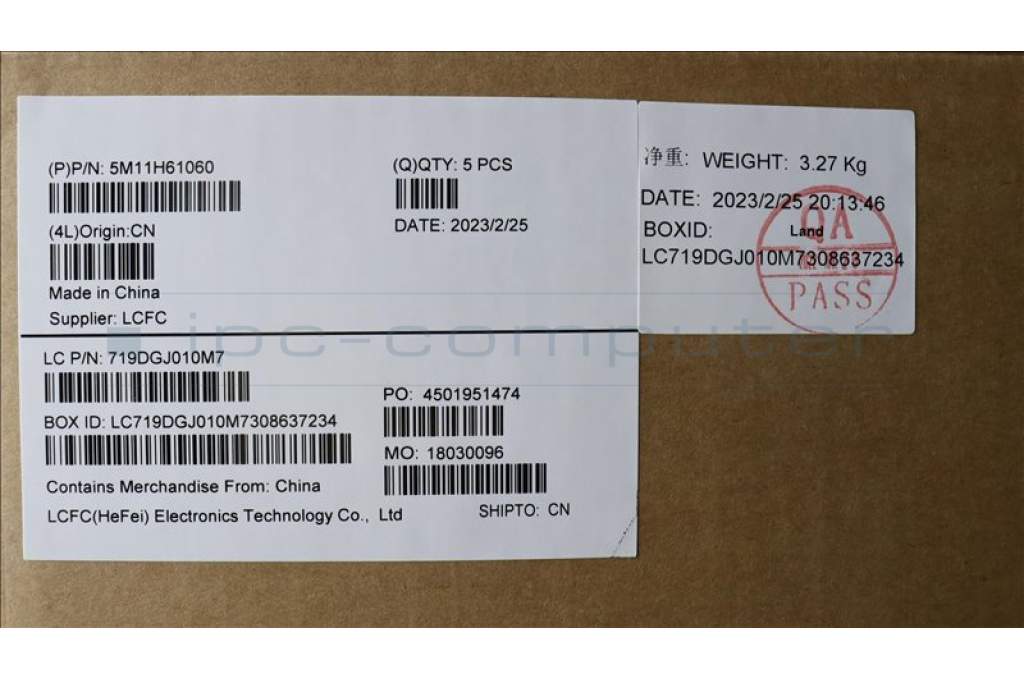 (P)P/N: 5M11H61060
(Q)QTY: 5 PCS
DATE: 2023/2/25
(4L)Origin:CN
Made in China
Supplier: LCFC
LC P/N: 719DGJ010M7
PO: 4501951474
BOX ID: LC719DGJ010M7308637234
MO: 18030096
Contains Merchandise From: China
LCFC(HeFei) Electronics Technology Co., Ltd
SHIPTO: CN
净重: WEIGHT: 3.27 Kg
DATE: 2023/2/25 20:13:46
BOXID: Land
LC719DGJ010M7308637234
QA
PASS
ipc-computer